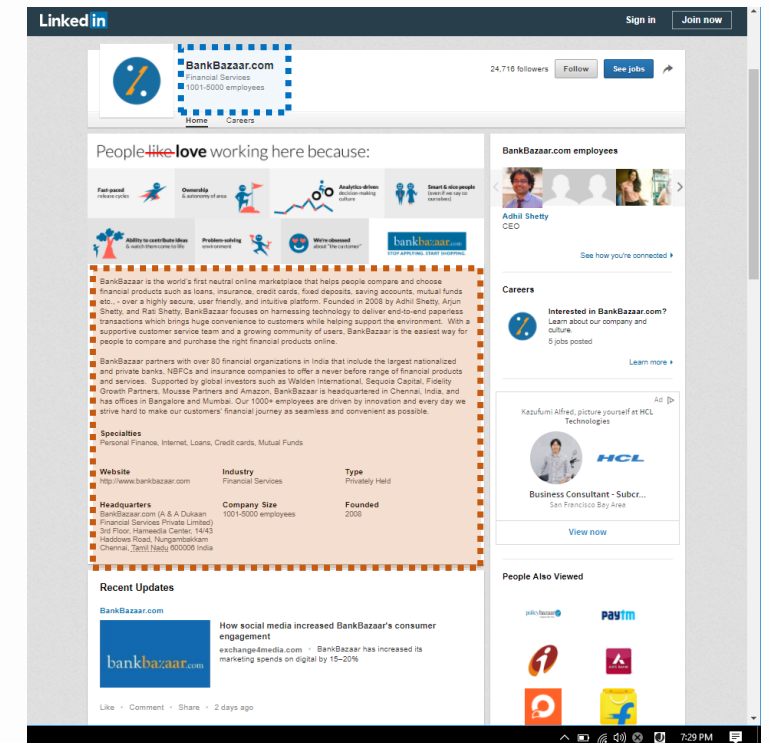 Linked in
Sign in
Join now
BankBazaar.com
Financial Services
1001-5000 employees
24,716 followers
Follow
See jobs
Home
Careers
People like love working here because:
Fast-paced
release cycles
Ownership
& autonomy of area
Analytics-driven
decision-making
culture
Smart & nice people
(even if we say so
ourselves)
Ability to contribute ideas
& watch them come to life
Problem-solving
environment
We're obsessed
about "the customer"
bankbazaar.com
STOP APPLYING. START SHOPPING.
BankBazaar is the world's first neutral online marketplace that helps people compare and choose
financial products such as loans, insurance, credit cards, fixed deposits, saving accounts, mutual funds
etc., - over a highly secure, user friendly, and intuitive platform. Founded in 2008 by Adhil Shetty, Arjun
Shetty, and Rati Shetty, BankBazaar focuses on harnessing technology to deliver end-to-end paperless
transactions which brings huge convenience to customers while helping support the environment. With a
supportive customer service team and a growing community of users, BankBazaar is the easiest way for
people to compare and purchase the right financial products online.
BankBazaar partners with over 80 financial organizations in India that include the largest nationalized
and private banks, NBFCs and insurance companies to offer a never before range of financial products
and services. Supported by global investors such as Walden International, Sequoia Capital, Fidelity
Growth Partners, Mousse Partners and Amazon, BankBazaar is headquartered in Chennai, India, and
has offices in Bangalore and Mumbai. Our 1000+ employees are driven by innovation and every day we
strive hard to make our customers' financial journey as seamless and convenient as possible.
Specialties
Personal Finance, Internet, Loans, Credit cards, Mutual Funds
Website
http://www.bankbazaar.com
Industry
Financial Services
Type
Privately Held
Headquarters
BankBazaar.com (A & A Dukaan
Financial Services Private Limited)
3rd Floor, Hameedia Center, 14/43
Haddows Road, Nungambakkam
Chennai, Tamil Nadu 600006 India
Company Size
1001-5000 employees
Founded
2008
Recent Updates
BankBazaar.com
bankbazaar.com
How social media increased BankBazaar's consumer
engagement
exchange4media.com · BankBazaar has increased its
marketing spends on digital by 15–20%
Like · Comment · Share · 2 days ago
BankBazaar.com employees
Adhil Shetty
CEO
See how you're connected
Careers
Interested in BankBazaar.com?
Learn about our company and
culture.
5 jobs posted
Learn more
Ad
Kazufumi Alfred, picture yourself at HCL
Technologies
HCL
Business Consultant - Subcr...
San Francisco Bay Area
View now
People Also Viewed
policybazaar
paytm
AXIS BANK
7:29 PM